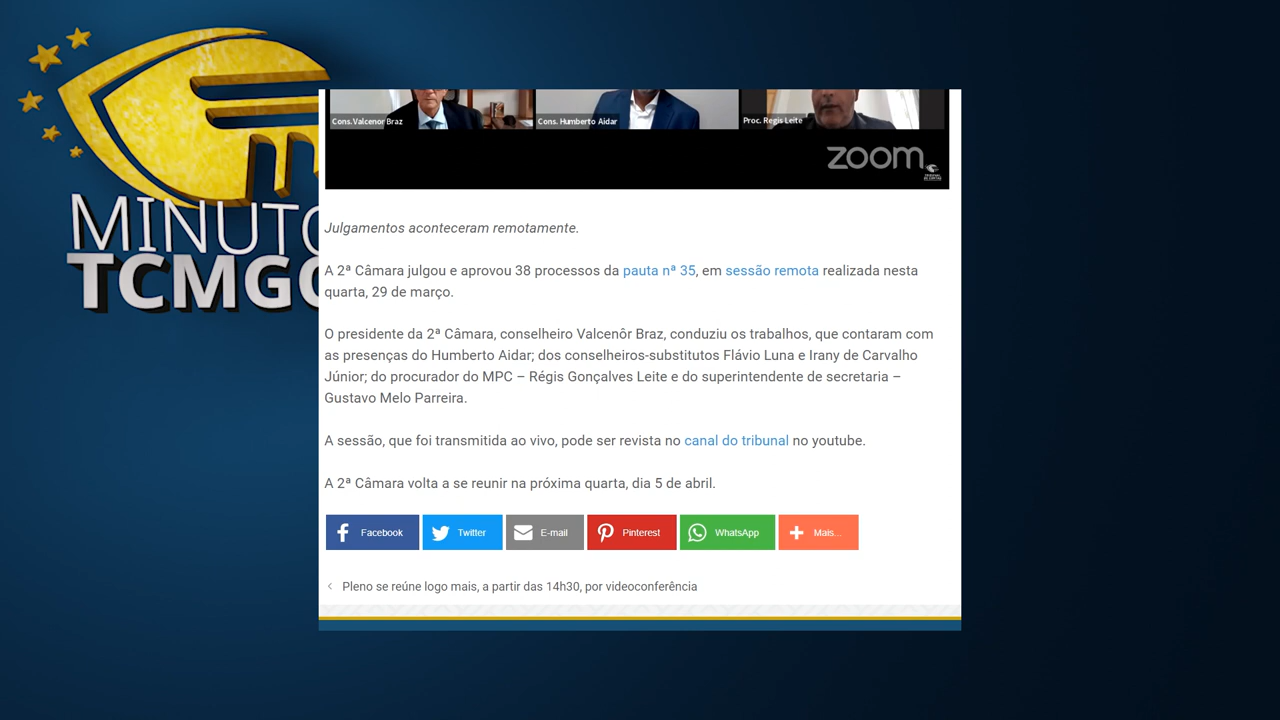 MINUTO
TCMGO
Cons.Valcenor Braz
Cons. Humberto Aidar
Proc. Regis Leite
zoom
Julgamentos aconteceram remotamente.
A 2ª Câmara julgou e aprovou 38 processos da pauta nª 35, em sessão remota realizada nesta
quarta, 29 de março.
O presidente da 2ª Câmara, conselheiro Valcenôr Braz, conduziu os trabalhos, que contaram com
as presenças do Humberto Aidar; dos conselheiros-substitutos Flávio Luna e Irany de Carvalho
Júnior; do procurador do MPC – Régis Gonçalves Leite e do superintendente de secretaria –
Gustavo Melo Parreira.
A sessão, que foi transmitida ao vivo, pode ser revista no canal do tribunal no youtube.
A 2ª Câmara volta a se reunir na próxima quarta, dia 5 de abril.
Facebook Twitter E-mail Pinterest WhatsApp Mais...
Pleno se reúne logo mais, a partir das 14h30, por videoconferência